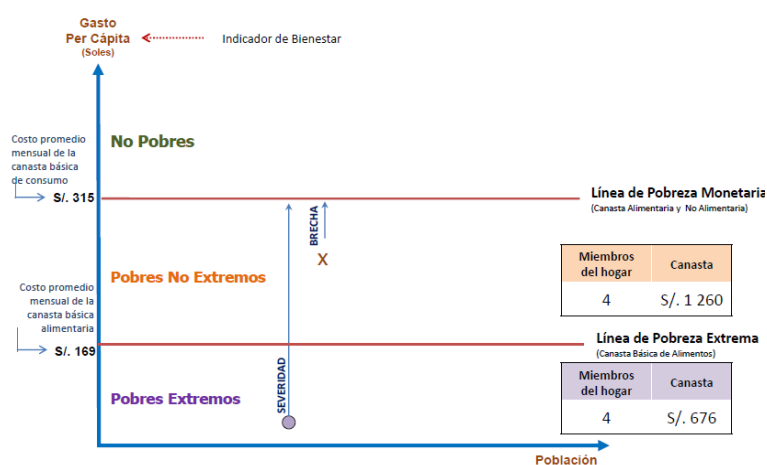 Gasto
Per Cápita
(Soles)
Indicador de Bienestar
Costo promedio
mensual de la
canasta básica
de consumo
S/. 315
No Pobres
Línea de Pobreza Monetaria
(Canasta Alimentaria y No Alimentaria)
BRECHA
X
Pobres No Extremos
Miembros
del hogar
Canasta
4
S/. 1 260
Costo promedio
mensual de la
canasta básica
alimentaria
S/. 169
Línea de Pobreza Extrema
(Canasta Básica de Alimentos)
SEVERIDAD
Pobres Extremos
Miembros
del hogar
Canasta
4
S/. 676
Población